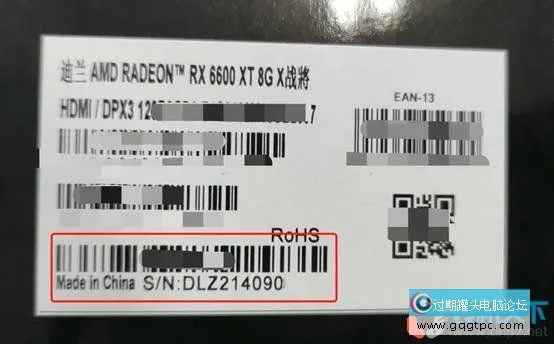 迪兰 AMD RADEON™ RX 6600 XT 8G X战將
HDMI / DPX3
EAN-13
RoHS
Made in China S/N:DLZ214090
过期罐头电脑论坛
www.gqgtpc.com